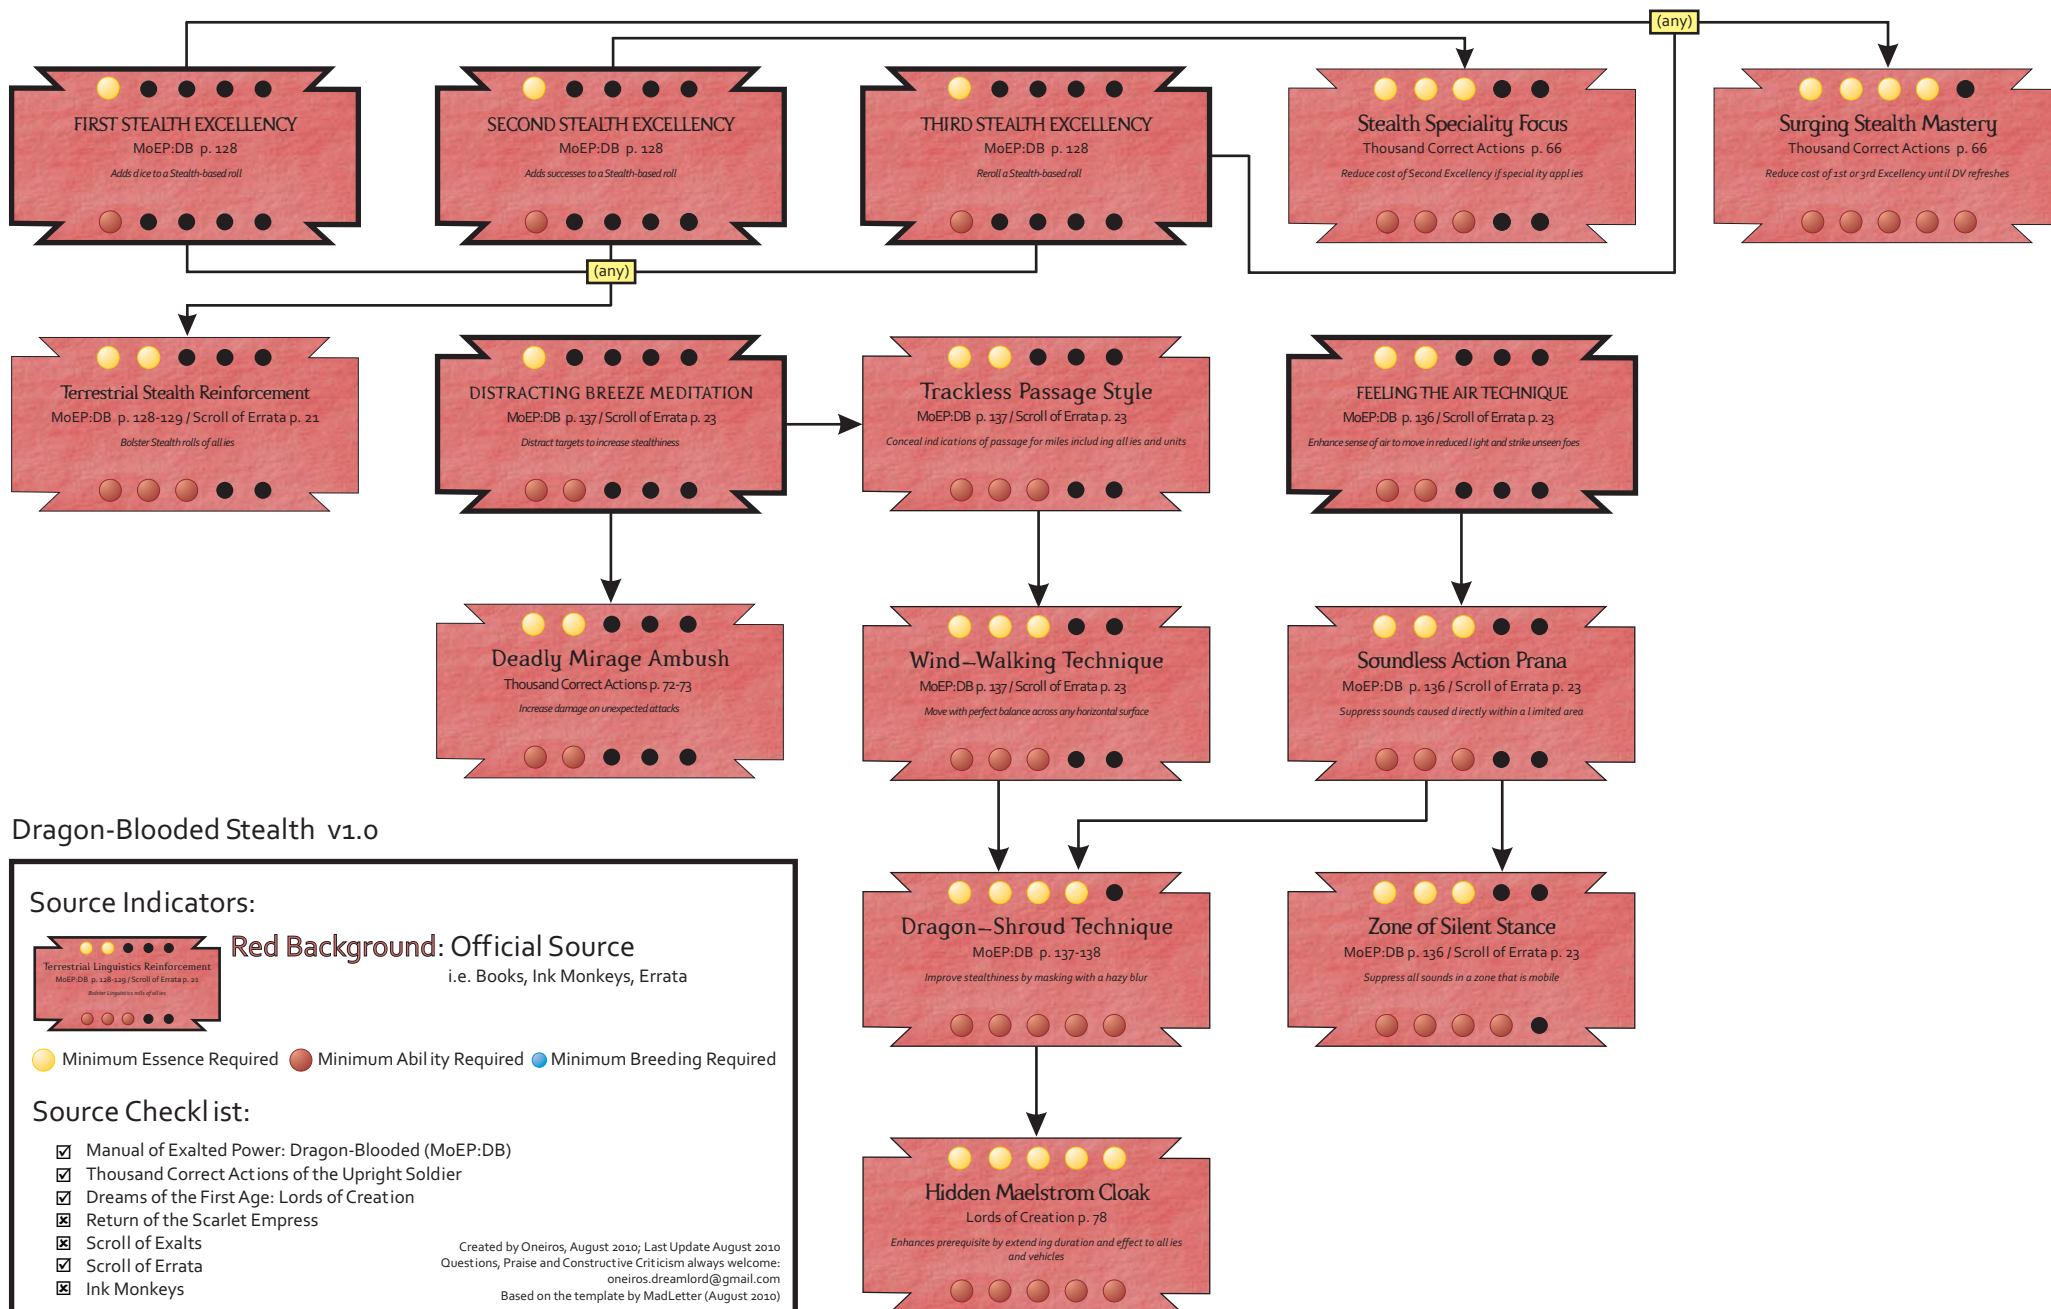 (any)
FIRST STEALTH EXCELLENCY
MoEP:DB p. 128
Adds dice to a Stealth-based roll
SECOND STEALTH EXCELLENCY
MoEP:DB p. 128
Adds successes to a Stealth-based roll
THIRD STEALTH EXCELLENCY
MoEP:DB p. 128
Reroll a Stealth-based roll
Stealth Speciality Focus
Thousand Correct Actions p. 66
Reduce cost of Second Excellency if speciality applies
Surging Stealth Mastery
Thousand Correct Actions p. 66
Reduce cost of 1st or 3rd Excellency until DV refreshes
(any)
Terrestrial Stealth Reinforcement
MoEP:DB p. 128-129 / Scroll of Errata p. 21
Bolster Stealth rolls of allies
DISTRACTING BREEZE MEDITATION
MoEP:DB p. 137 / Scroll of Errata p. 23
Distract targets to increase stealthiness
Trackless Passage Style
MoEP:DB p. 137 / Scroll of Errata p. 23
Conceal indications of passage for miles including allies and units
FEELING THE AIR TECHNIQUE
MoEP:DB p. 136 / Scroll of Errata p. 23
Enhance sense of air to move in reduced light and strike unseen foes
Deadly Mirage Ambush
Thousand Correct Actions p. 72-73
Increase damage on unexpected attacks
Wind-Walking Technique
MoEP:DB p. 137 / Scroll of Errata p. 23
Move with perfect balance across any horizontal surface
Soundless Action Prana
MoEP:DB p. 136 / Scroll of Errata p. 23
Suppress sounds caused directly within a limited area
Dragon-Shroud Technique
MoEP:DB p. 137-138
Improve stealthiness by masking with a hazy blur
Zone of Silent Stance
MoEP:DB p. 136 / Scroll of Errata p. 23
Suppress all sounds in a zone that is mobile
Hidden Maelstrom Cloak
Lords of Creation p. 78
Enhances prerequisite by extending duration and effect to allies
and vehicles
Dragon-Blooded Stealth v1.0
Source Indicators:
Terrestrial Linguistics Reinforcement
MoEP:DB p. 128-129 / Scroll of Errata p. 21
Bolster Linguistics rolls of allies
Red Background: Official Source
i.e. Books, Ink Monkeys, Errata
Minimum Essence Required Minimum Ability Required Minimum Breeding Required
Source Checklist:
Manual of Exalted Power: Dragon-Blooded (MoEP:DB)
Thousand Correct Actions of the Upright Soldier
Dreams of the First Age: Lords of Creation
Return of the Scarlet Empress
Scroll of Exalts
Scroll of Errata
Ink Monkeys
Created by Oneiros, August 2010; Last Update August 2010
Questions, Praise and Constructive Criticism always welcome:
oneiros.dreamlord@gmail.com
Based on the template by MadLetter (August 2010)